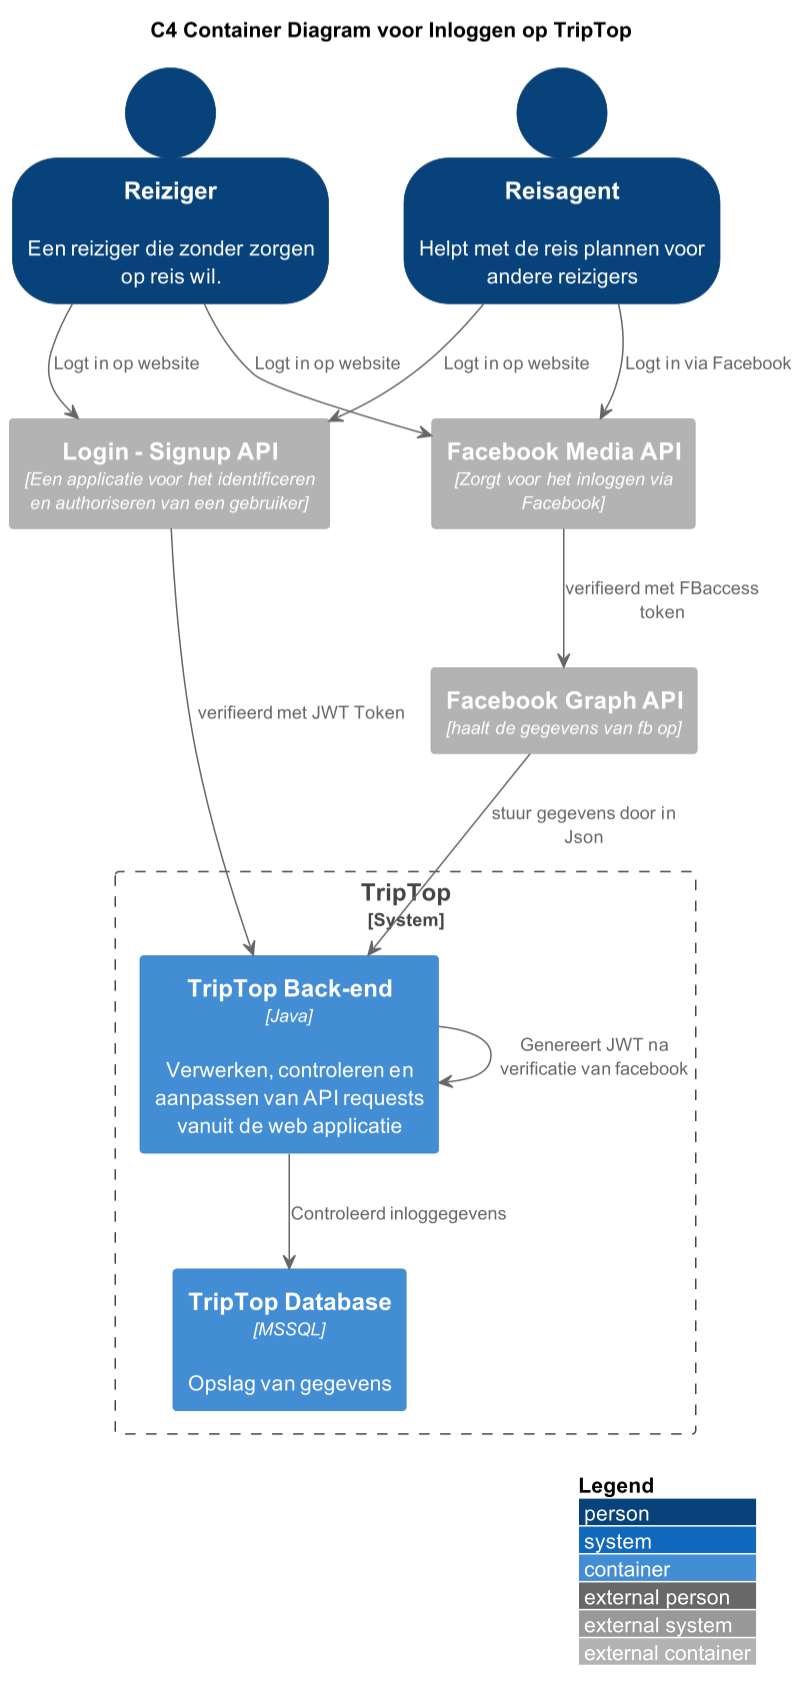 C4 Container Diagram voor Inloggen op TripTop
Reiziger
Een reiziger die zonder zorgen
op reis wil.
Reisagent
Helpt met de reis plannen voor
andere reizigers
Logt in op website
Logt in op website
Logt in op website
Logt in via Facebook
Login - Signup API
[Een applicatie voor het identificeren
en authoriseren van een gebruiker]
Facebook Media API
[Zorgt voor het inloggen via
Facebook]
verifieerd met FBaccess
token
Facebook Graph API
[haalt de gegevens van fb op]
verifieerd met JWT Token
stuur gegevens door in
Json
TripTop
[System]
TripTop Back-end
[Java]
Verwerken, controleren en
aanpassen van API requests
vanuit de web applicatie
Genereert JWT na
verificatie van facebook
Controleerd inloggegevens
TripTop Database
[MSSQL]
Opslag van gegevens
Legend
person
system
container
external person
external system
external container